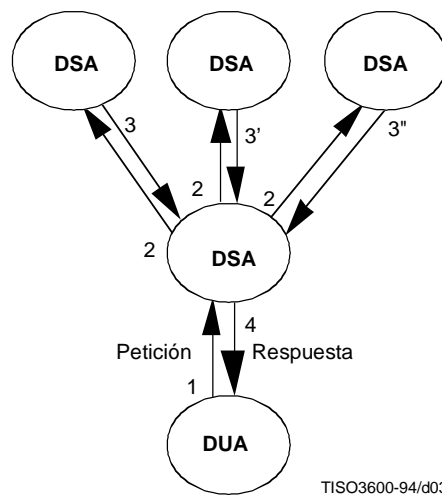 DSA
DSA
DSA
3
3'
3"
2
2
2
DSA
4
Petición
Respuesta
1
DUA
TISO3600-94/d03